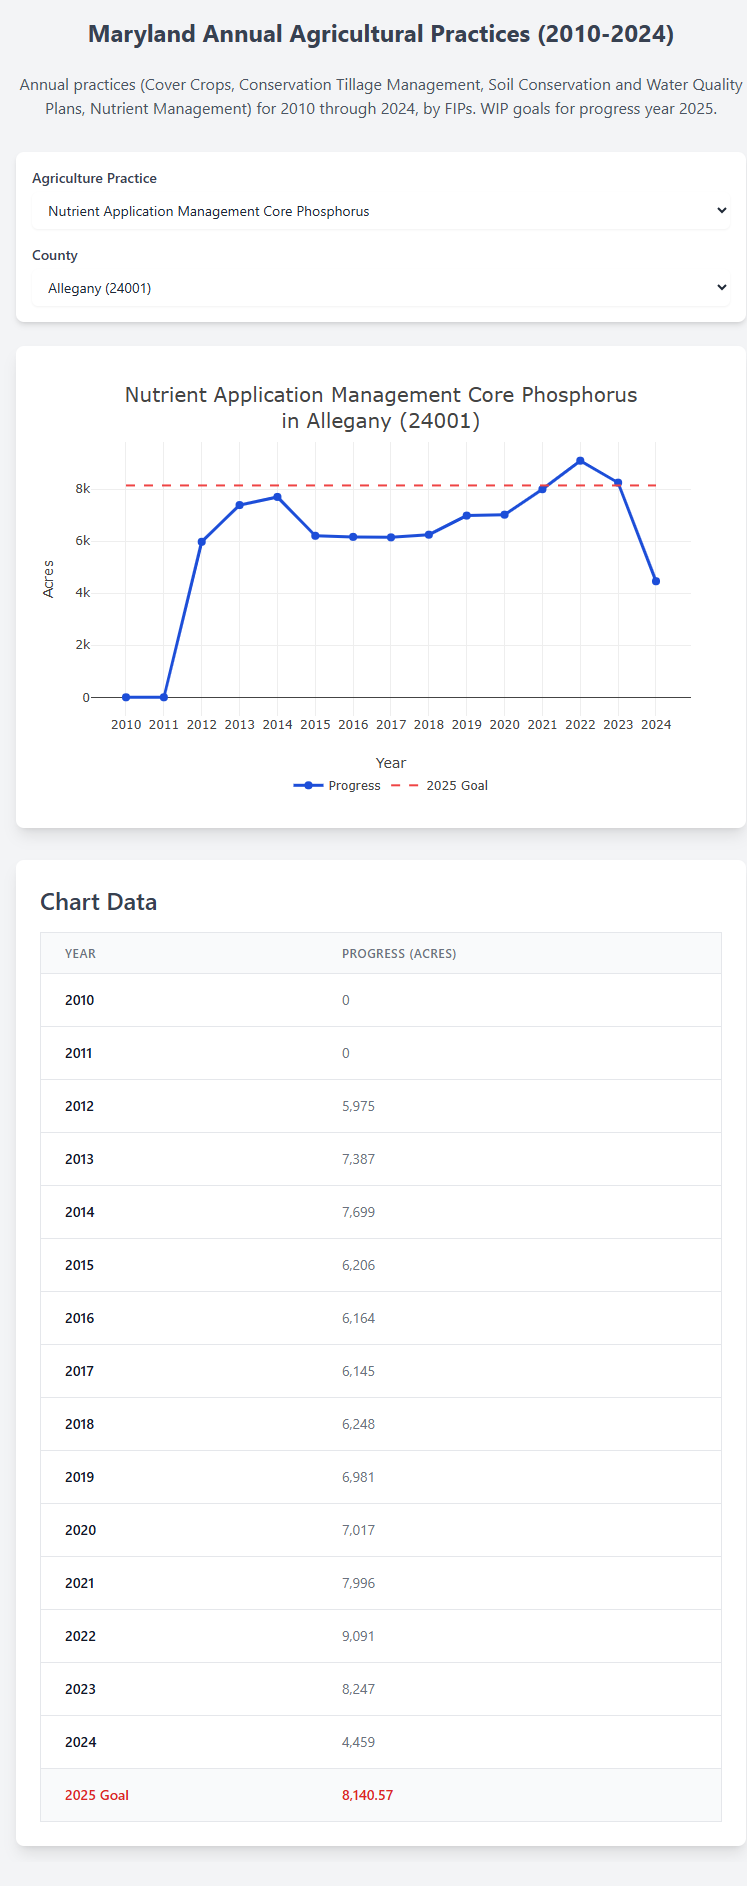 Maryland Annual Agricultural Practices (2010-2024)
Annual practices (Cover Crops, Conservation Tillage Management, Soil Conservation and Water Quality
Plans, Nutrient Management) for 2010 through 2024, by FIPs. WIP goals for progress year 2025.
Agriculture Practice
Nutrient Application Management Core Phosphorus
County
Allegany (24001)
Nutrient Application Management Core Phosphorus
in Allegany (24001)
8k
6k
4k
2k
0
Acres
2010 2011 2012 2013 2014 2015 2016 2017 2018 2019 2020 2021 2022 2023 2024
Year
Progress 2025 Goal
Chart Data
YEAR PROGRESS (ACRES)
2010 0
2011 0
2012 5,975
2013 7,387
2014 7,699
2015 6,206
2016 6,164
2017 6,145
2018 6,248
2019 6,981
2020 7,017
2021 7,996
2022 9,091
2023 8,247
2024 4,459
2025 Goal 8,140.57